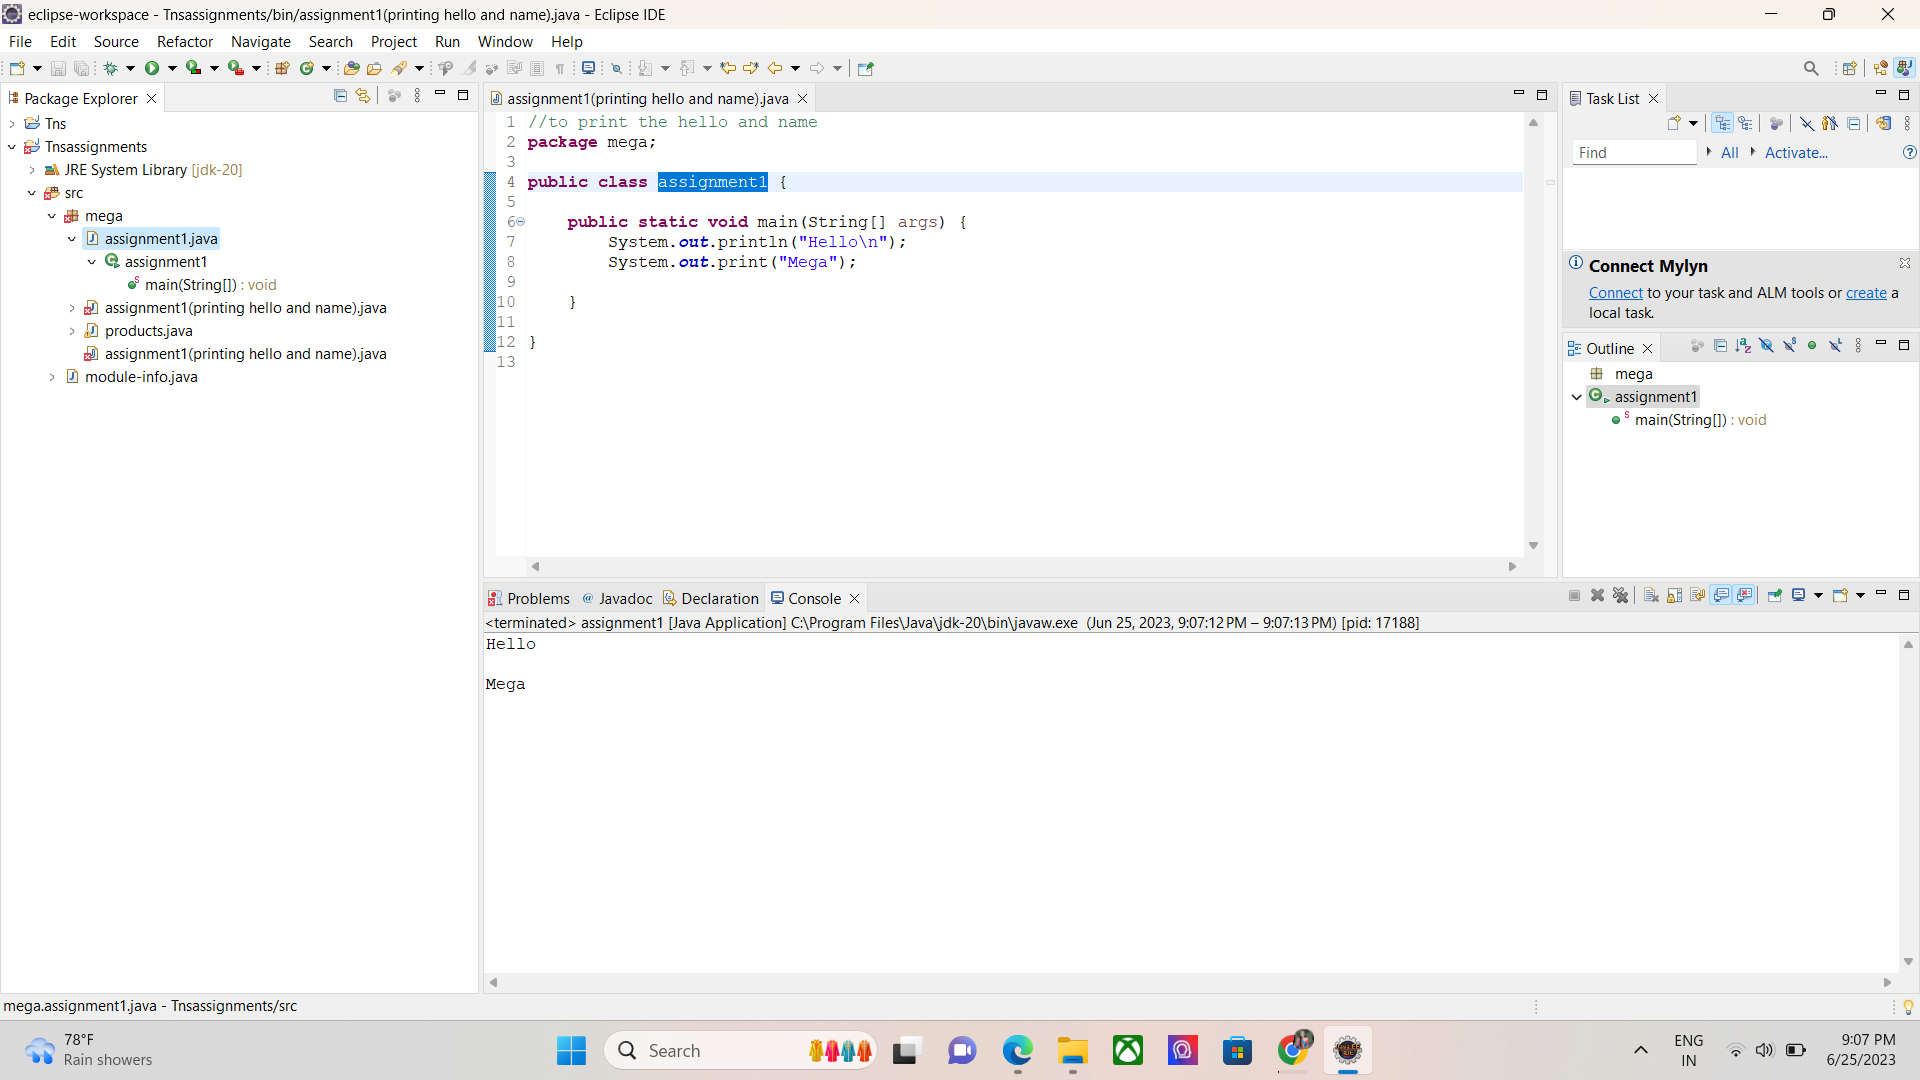 eclipse-workspace - Tnsassignments/bin/assignment1(printing hello and name).java - Eclipse IDE
File Edit Source Refactor Navigate Search Project Run Window Help
Package Explorer
Tns
Tnsassignments
JRE System Library [jdk-20]
src
mega
assignment1.java
assignment1
main(String[]) : void
assignment1(printing hello and name).java
products.java
assignment1(printing hello and name).java
module-info.java
assignment1(printing hello and name).java
1 //to print the hello and name
2 package mega;
3
4 public class assignment1 {
5
6 public static void main(String[] args) {
7 System.out.println("Hello\n");
8 System.out.print("Mega");
9
10 }
11
12 }
13
Task List
Find All Activate...
Connect Mylyn
Connect to your task and ALM tools or create a
local task.
Outline
mega
assignment1
main(String[]) : void
Problems @ Javadoc Declaration Console
<terminated> assignment1 [Java Application] C:\Program Files\Java\jdk-20\bin\javaw.exe (Jun 25, 2023, 9:07:12 PM – 9:07:13 PM) [pid: 17188]
Hello
Mega
mega.assignment1.java - Tnsassignments/src
78°F
Rain showers
Search
ENG
IN
9:07 PM
6/25/2023